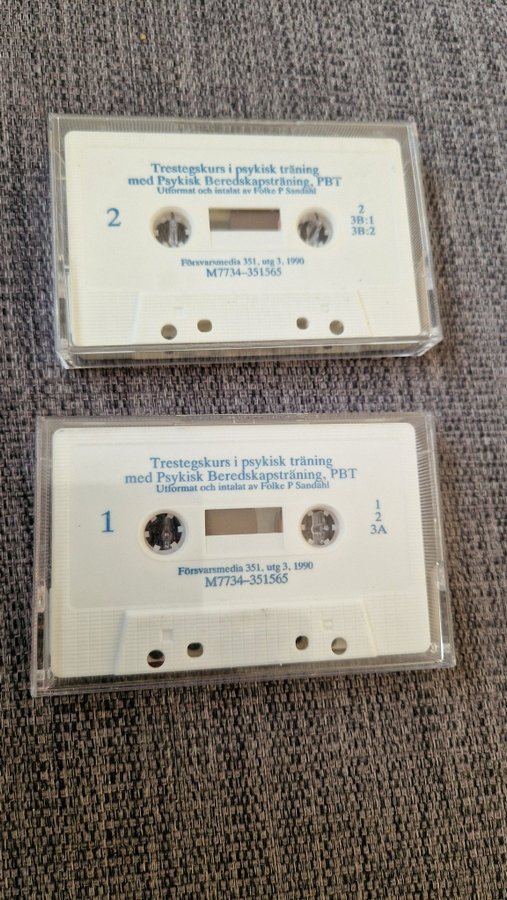 Trestegskurs i psykisk träning
med Psykisk Beredskapsträning, PBT
Utformat och intalat av Folke P Sandahl
2
2
3B:1
3B:2
Försvarsmedia 351, utg 3, 1990
M7734-351565
Trestegskurs i psykisk träning
med Psykisk Beredskapsträning, PBT
Utformat och intalat av Folke P Sandahl
1
1
2
3A
Försvarsmedia 351, utg 3, 1990
M7734-351565